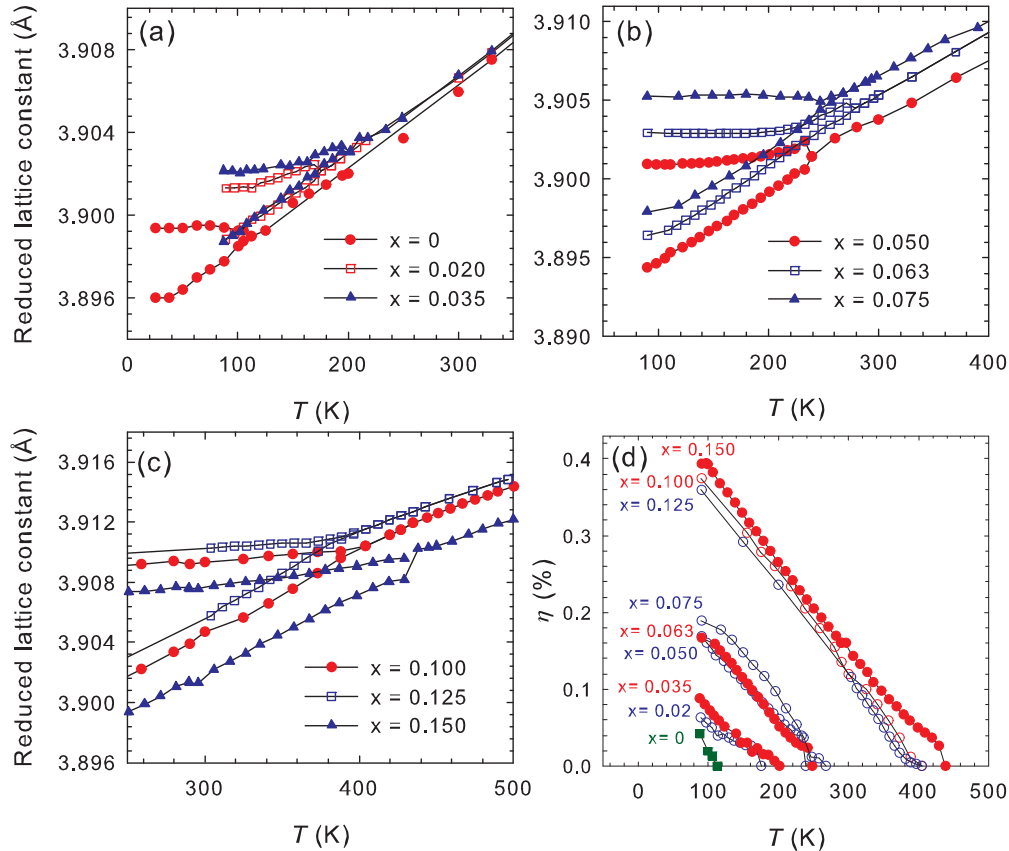 (a)
Reduced lattice constant (Å)
3.908
3.904
3.900
3.896
x = 0
x = 0.020
x = 0.035
0 100 200 300
T (K)
(b)
3.910
3.905
3.900
3.895
3.890
x = 0.050
x = 0.063
x = 0.075
100 200 300 400
T (K)
(c)
Reduced lattice constant (Å)
3.916
3.912
3.908
3.904
3.900
3.896
x = 0.100
x = 0.125
x = 0.150
300 400 500
T (K)
(d)
η (%)
0.4
0.3
0.2
0.1
0.0
x= 0.150
x= 0.100
x= 0.125
x= 0.075
x= 0.063
x= 0.050
x= 0.035
x= 0.02
x= 0
0 100 200 300 400 500
T (K)